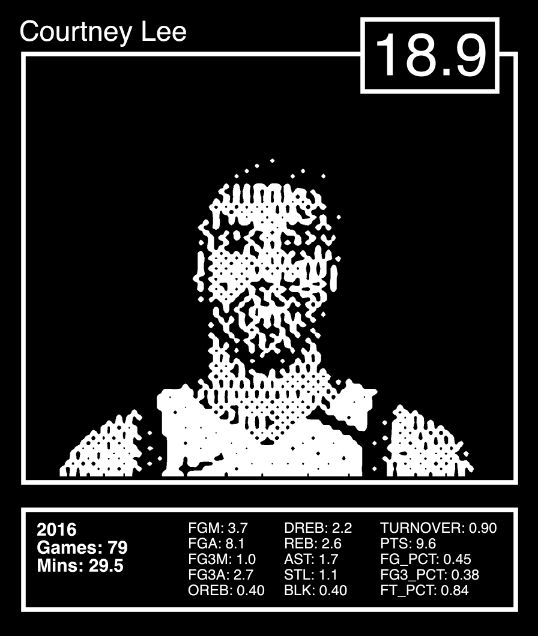 Courtney Lee
18.9
2016
Games: 79
Mins: 29.5
FGM: 3.7
FGA: 8.1
FG3M: 1.0
FG3A: 2.7
OREB: 0.40
DREB: 2.2
REB: 2.6
AST: 1.7
STL: 1.1
BLK: 0.40
TURNOVER: 0.90
PTS: 9.6
FG_PCT: 0.45
FG3_PCT: 0.38
FT_PCT: 0.84